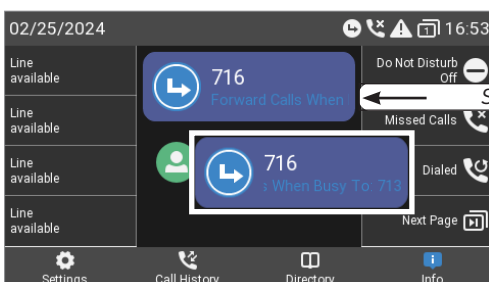 02/25/2024
1
16:53
Line
available
Line
available
Line
available
Line
available
716
Forward Calls When
716
s When Busy To: 713
Do Not Disturb
Off
S
Missed Calls
Dialed
Next Page
Settings
Call History
Directory
Info